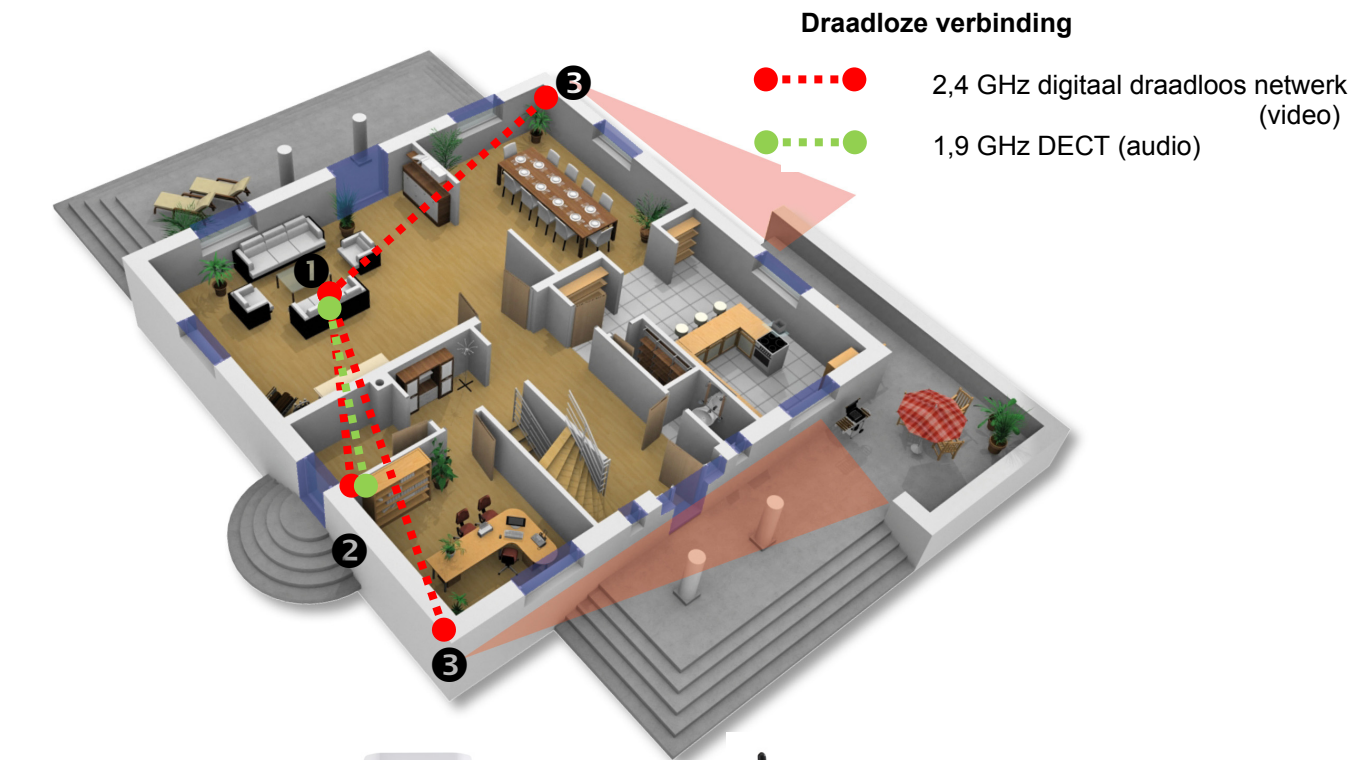 Draadloze verbinding
2,4 GHz digitaal draadloos netwerk
(video)
1,9 GHz DECT (audio)
3
1
2
3